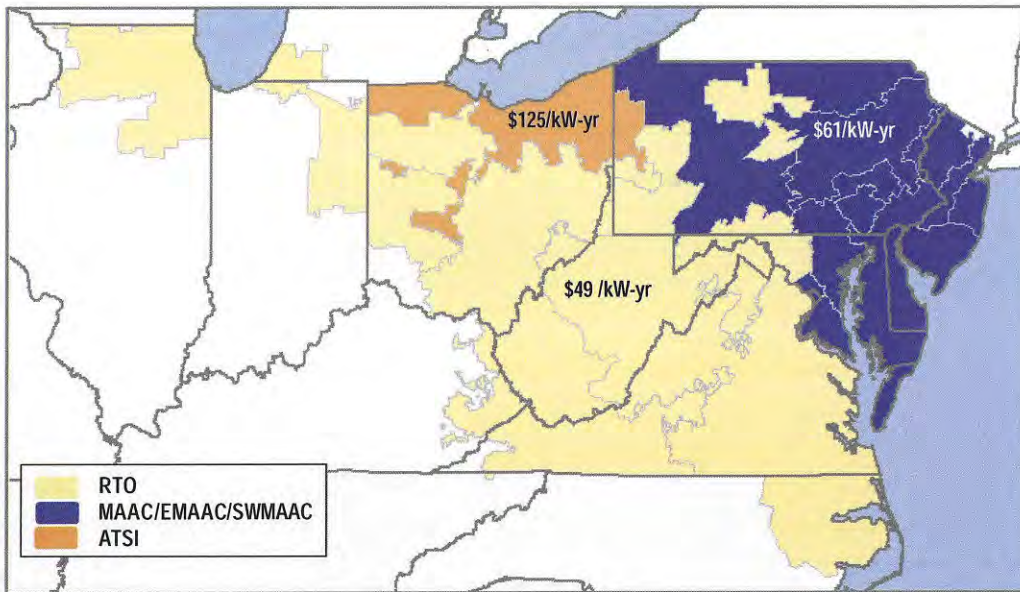 $125/kW-yr
$61/kW-yr
$49 /kW-yr
RTO
MAAC/EMAAC/SWMAAC
ATSI